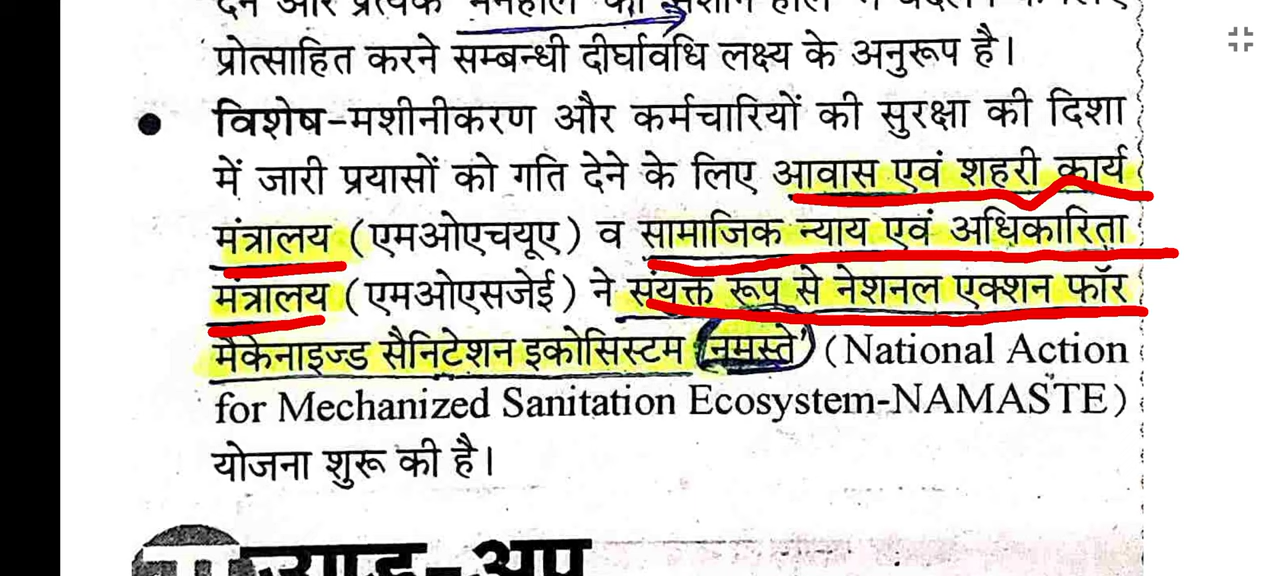 देने और प्रत्येक
प्रोत्साहित करने सम्बन्धी दीर्घावधि लक्ष्य के अनुरूप है।
● विशेष-मशीनीकरण और कर्मचारियों की सुरक्षा की दिशा
में जारी प्रयासों को गति देने के लिए आवास एवं शहरी कार्य
मंत्रालय (एमओएचयूए) व सामाजिक न्याय एवं अधिकारिता
मंत्रालय (एमओएसजेई) ने संयुक्त रूप से नेशनल एक्शन फॉर
मैकेनाइज्ड सैनिटेशन इकोसिस्टम 'नमस्ते' (National Action
for Mechanized Sanitation Ecosystem-NAMASTE)
योजना शुरू की है।